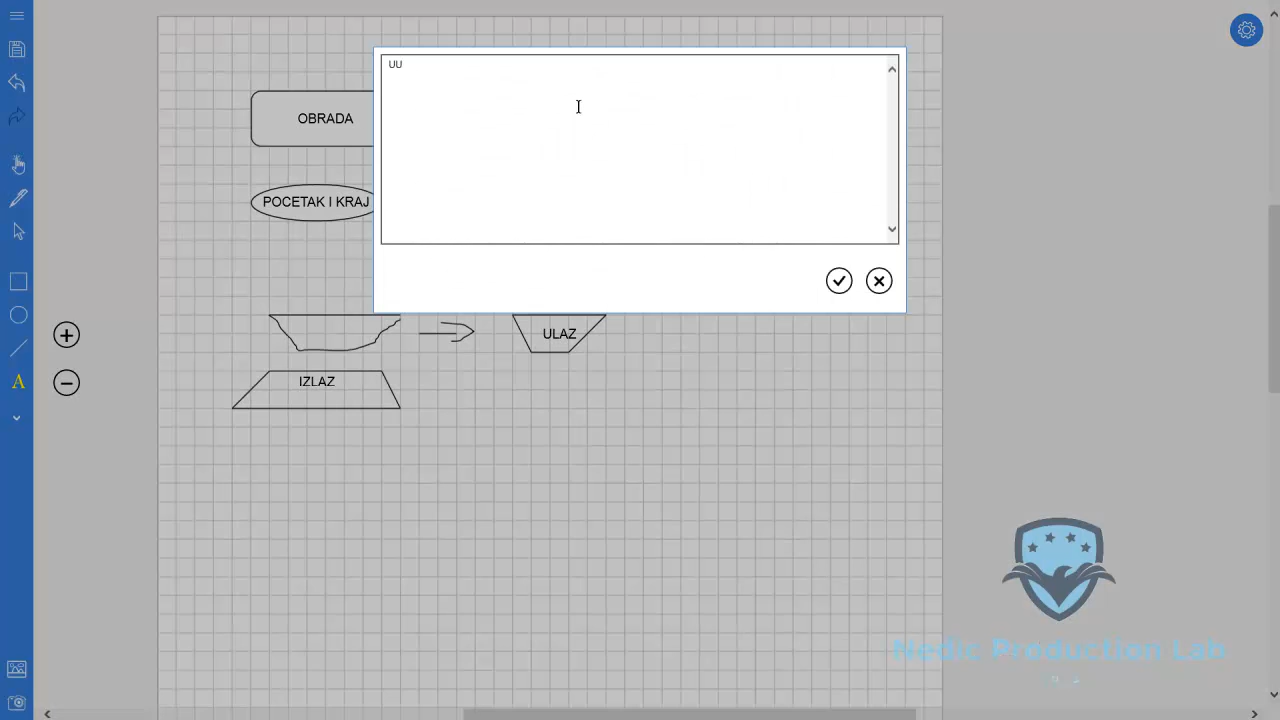 UU
OBRADA
POCETAK I KRAJ
ULAZ
IZLAZ
A
Nedic Production Lab